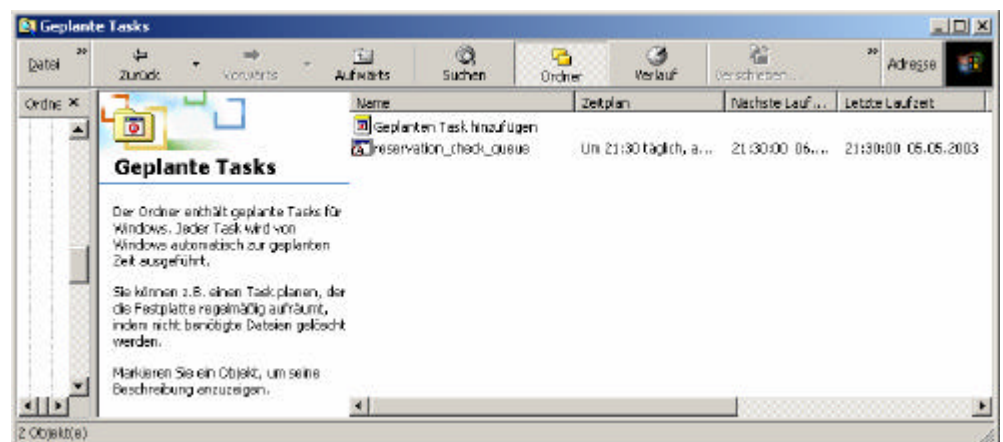 Geplante Tasks
Datei » Zurück Vorwärts Aufwärts Suchen Ordner Verlauf Verschieben... » Adresse
Ordne ×
Name Zeitplan Nächste Lauf... Letzte Laufzeit
Geplanten Task hinzufügen
reservation_check_queue Um 21:30 täglich, a... 21:30:00 06.... 21:30:00 05.05.2003
Geplante Tasks
Der Ordner enthält geplante Tasks für
Windows. Jeder Task wird von
Windows automatisch zur geplanten
Zeit ausgeführt.
Sie können z.B. einen Task planen, der
die Festplatte regelmäßig aufräumt,
indem nicht benötigte Dateien gelöscht
werden.
Markieren Sie ein Objekt, um seine
Beschreibung anzuzeigen.
2 Objekt(e)